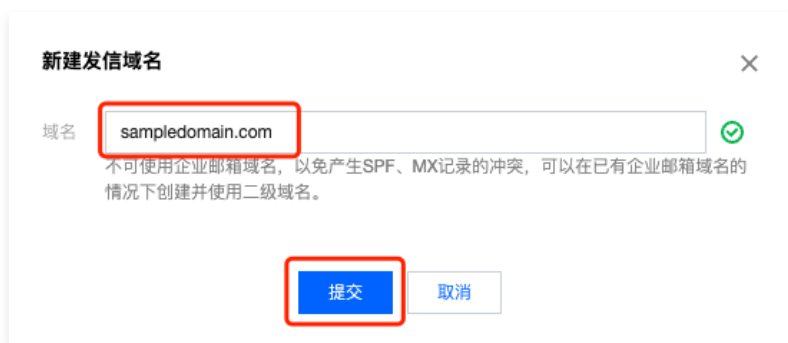 新建发信域名
域名 sampledomain.com
不可使用企业邮箱域名，以免产生SPF、MX记录的冲突，可以在已有企业邮箱域名的
情况下创建并使用二级域名。
提交 取消